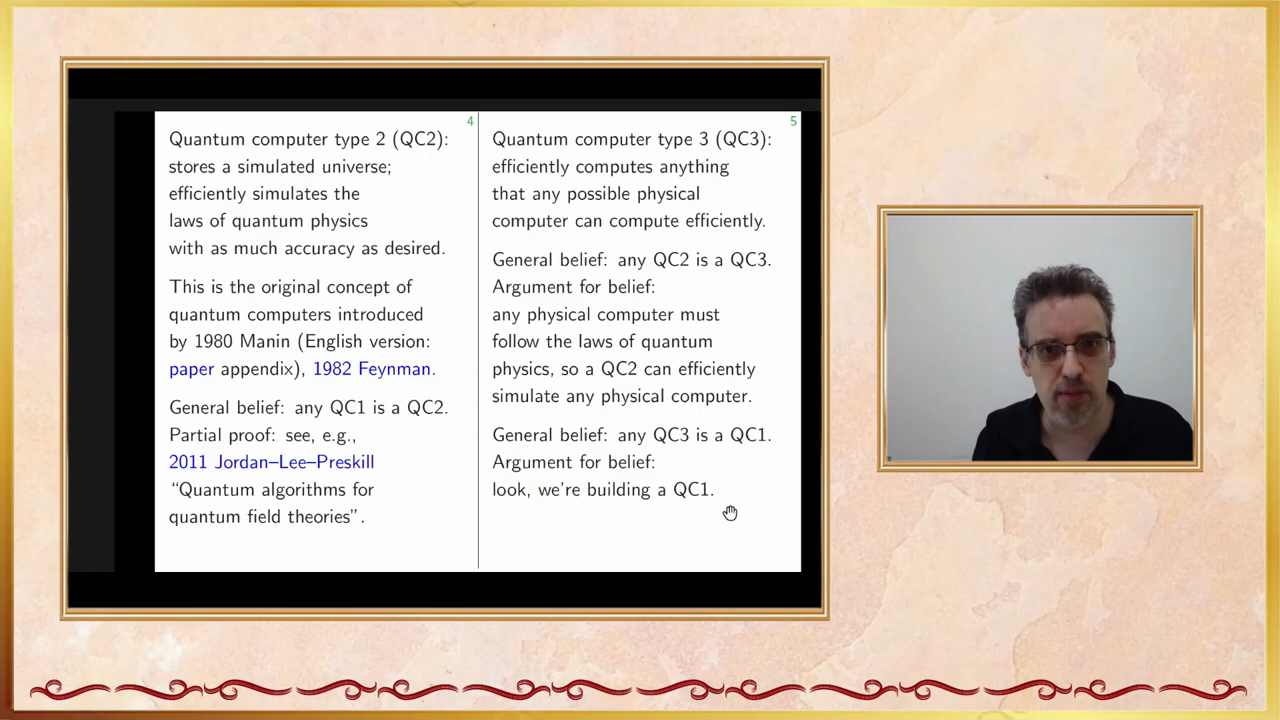 4
Quantum computer type 2 (QC2):
stores a simulated universe;
efficiently simulates the
laws of quantum physics
with as much accuracy as desired.
This is the original concept of
quantum computers introduced
by 1980 Manin (English version:
paper appendix), 1982 Feynman.
General belief: any QC1 is a QC2.
Partial proof: see, e.g.,
2011 Jordan–Lee–Preskill
“Quantum algorithms for
quantum field theories”.
5
Quantum computer type 3 (QC3):
efficiently computes anything
that any possible physical
computer can compute efficiently.
General belief: any QC2 is a QC3.
Argument for belief:
any physical computer must
follow the laws of quantum
physics, so a QC2 can efficiently
simulate any physical computer.
General belief: any QC3 is a QC1.
Argument for belief:
look, we’re building a QC1.